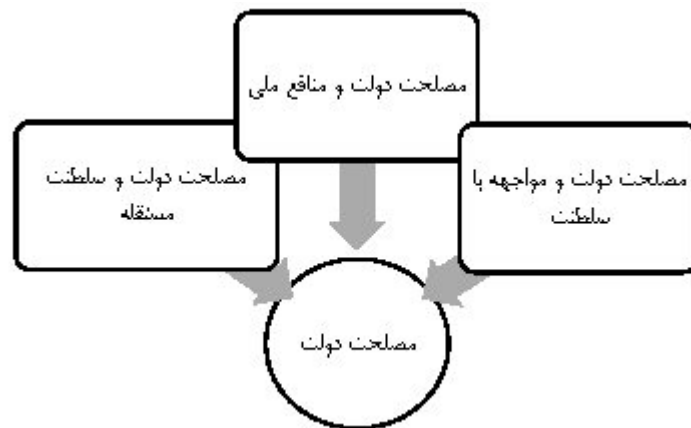 مصلحت دولت و منافع ملی
مصلحت دولت و مواجهه با
سلطنت
مصلحت دولت و سلطنت
مستقله
مصلحت دولت